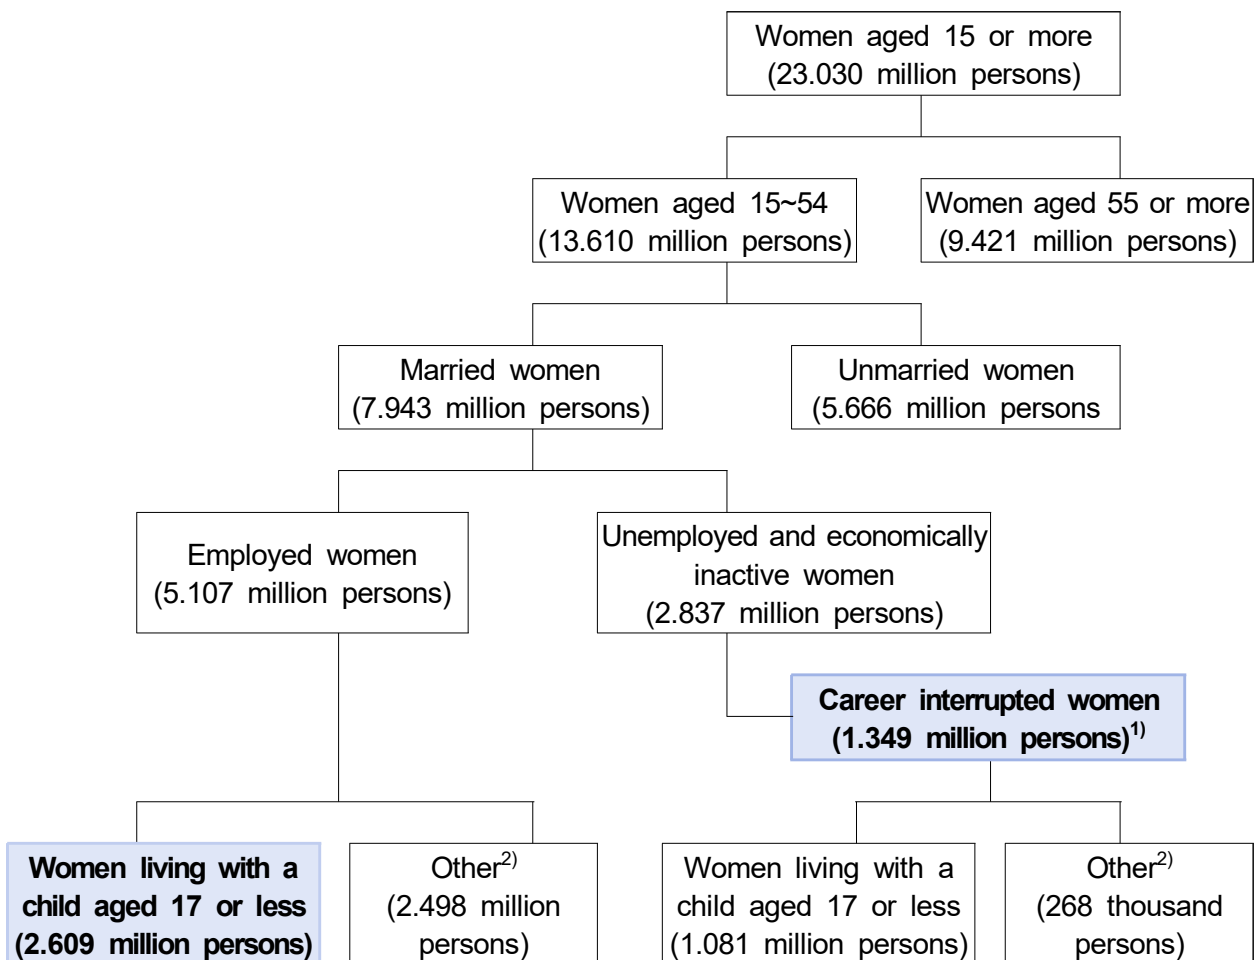 Women aged 15 or more
(23.030 million persons)
Women aged 15~54
(13.610 million persons)
Women aged 55 or more
(9.421 million persons)
Married women
(7.943 million persons)
Unmarried women
(5.666 million persons
Employed women
(5.107 million persons)
Unemployed and economically
inactive women
(2.837 million persons)
Career interrupted women
(1.349 million persons)1)
Women living with a
child aged 17 or less
(2.609 million persons)
Other2)
(2.498 million
persons)
Women living with a
child aged 17 or less
(1.081 million persons)
Other2)
(268 thousand
persons)